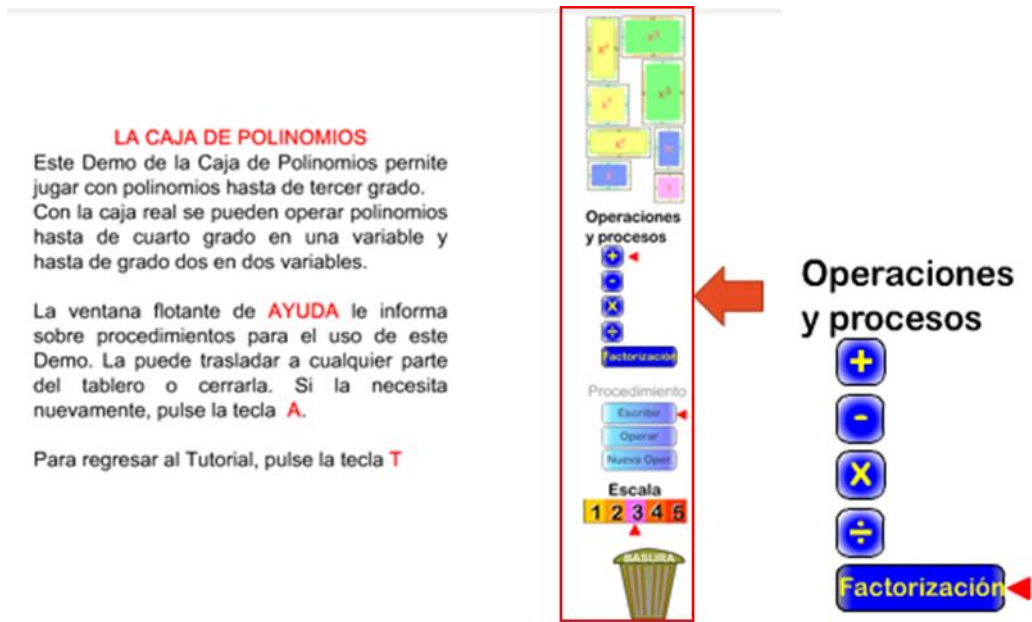 LA CAJA DE POLINOMIOS
Este Demo de la Caja de Polinomios pernite
jugar con polinomios hasta de tercer grado.
Con la caja real se pueden operar polinomios
hasta de cuarto grado en una variable y
hasta de grado dos en dos variables.
La ventana flotante de AYUDA le informa
sobre procedimientos para el uso de este
Demo. La puede trasladar a cualquier parte
del tablero o cerrarla. Si la necesita
nuevamente, pulse la tecla A.
Para regresar al Tutorial, pulse la tecla T
x³
x³
x²
Operaciones
y procesos
+
-
X
÷
Factorización
Procedimiento
Escribir
Operar
Nueva Oper.
Escala
1 2 3 4 5
BASURA
Operaciones
y procesos
+
-
X
÷
Factorización